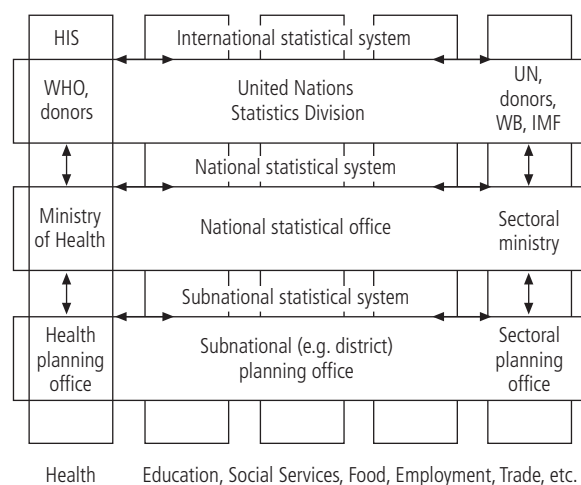 HIS
International statistical system
WHO,
donors
United Nations
Statistics Division
UN,
donors,
WB, IMF
National statistical system
Ministry
of Health
National statistical office
Sectoral
ministry
Subnational statistical system
Health
planning
office
Subnational (e.g. district)
planning office
Sectoral
planning
office
Health
Education, Social Services, Food, Employment, Trade, etc.